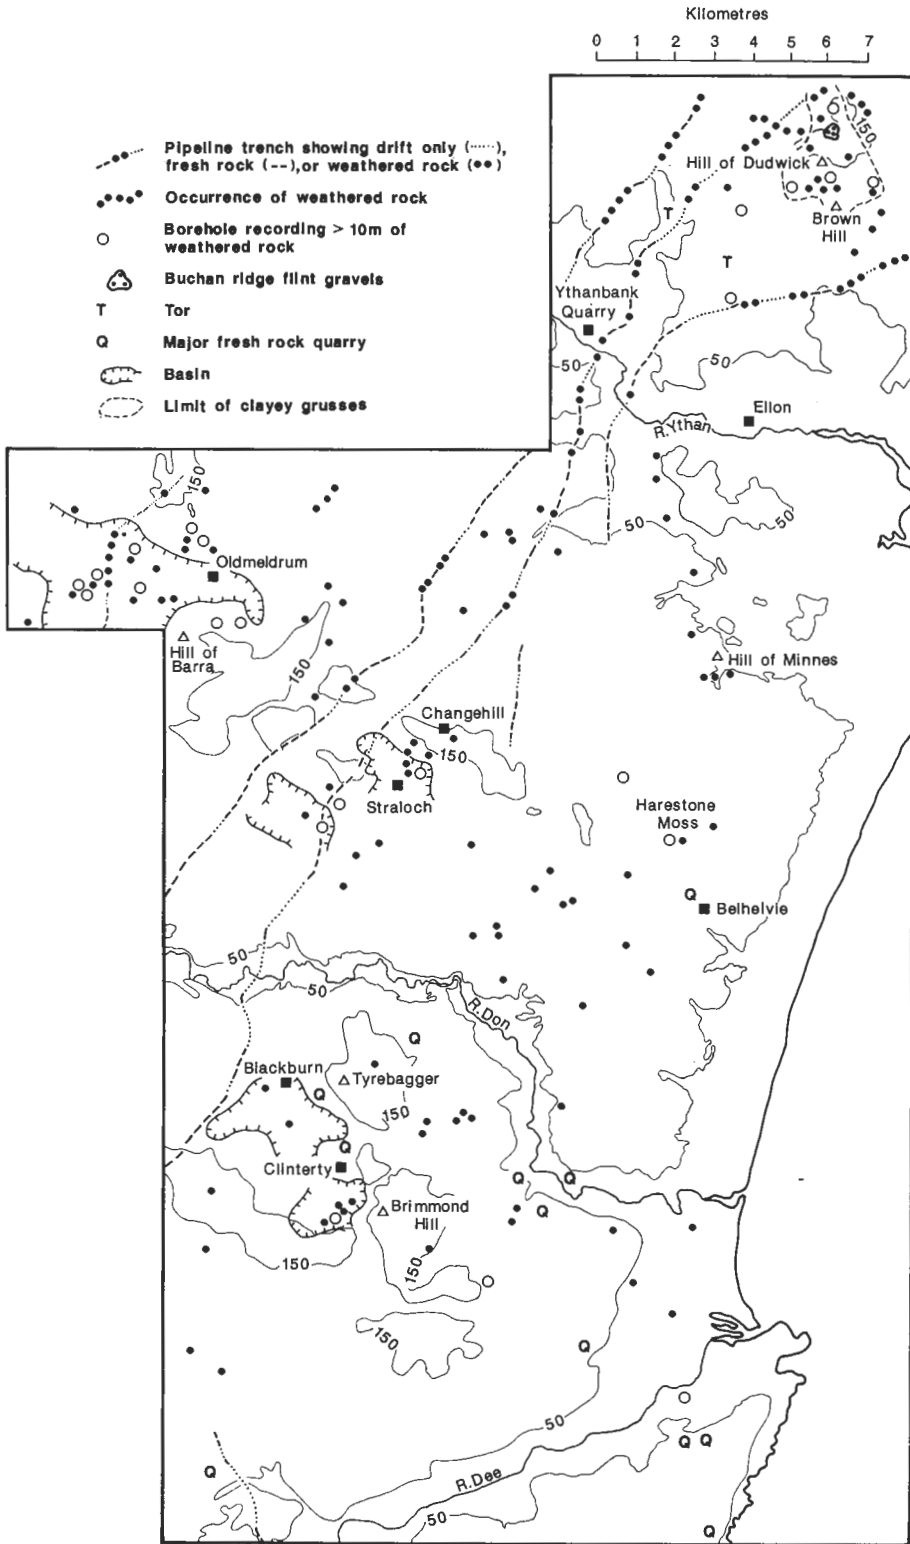 Kilometres
0 1 2 3 4 5 6 7
Pipeline trench showing drift only (·····),
fresh rock (--), or weathered rock (●●)
Occurrence of weathered rock
Borehole recording > 10m of
weathered rock
Buchan ridge flint gravels
T Tor
Q Major fresh rock quarry
Basin
Limit of clayey grusses
150
Hill of Dudwick
T
Brown
Hill
T
Ythanbank
Quarry
50
50
Ellon
R.Ythan
150
50
50
Oldmeldrum
Hill of
Barra
150
Hill of Minnes
Changehill
150
Straloch
Harestone
Moss
Q
Belhelvie
50
50
R.Don
Q
Blackburn
Tyrebagger
Q
150
Q
Clinterty
Q
Q
Brimmond
Hill
Q
150
150
150
Q
50
Q Q
Q
R.Dee
50
Q